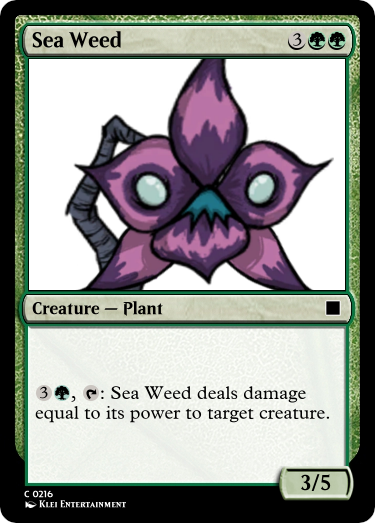 Sea Weed 3
Creature — Plant
3, : Sea Weed deals damage
equal to its power to target creature.
3/5
C 0216
Klei Entertainment